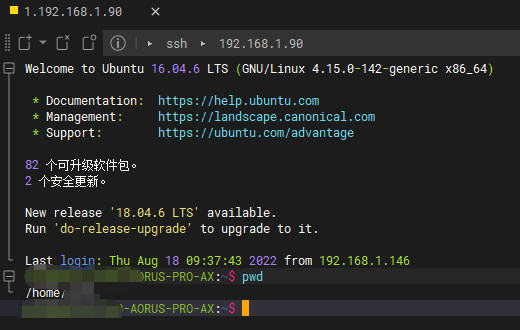 1.192.168.1.90
ssh 192.168.1.90
Welcome to Ubuntu 16.04.6 LTS (GNU/Linux 4.15.0-142-generic x86_64)
* Documentation: https://help.ubuntu.com
* Management: https://landscape.canonical.com
* Support: https://ubuntu.com/advantage
82 个可升级软件包。
2 个安全更新。
New release '18.04.6 LTS' available.
Run 'do-release-upgrade' to upgrade to it.
Last login: Thu Aug 18 09:37:43 2022 from 192.168.1.146
AORUS-PRO-AX:~$ pwd
/home/
-AORUS-PRO-AX:~$